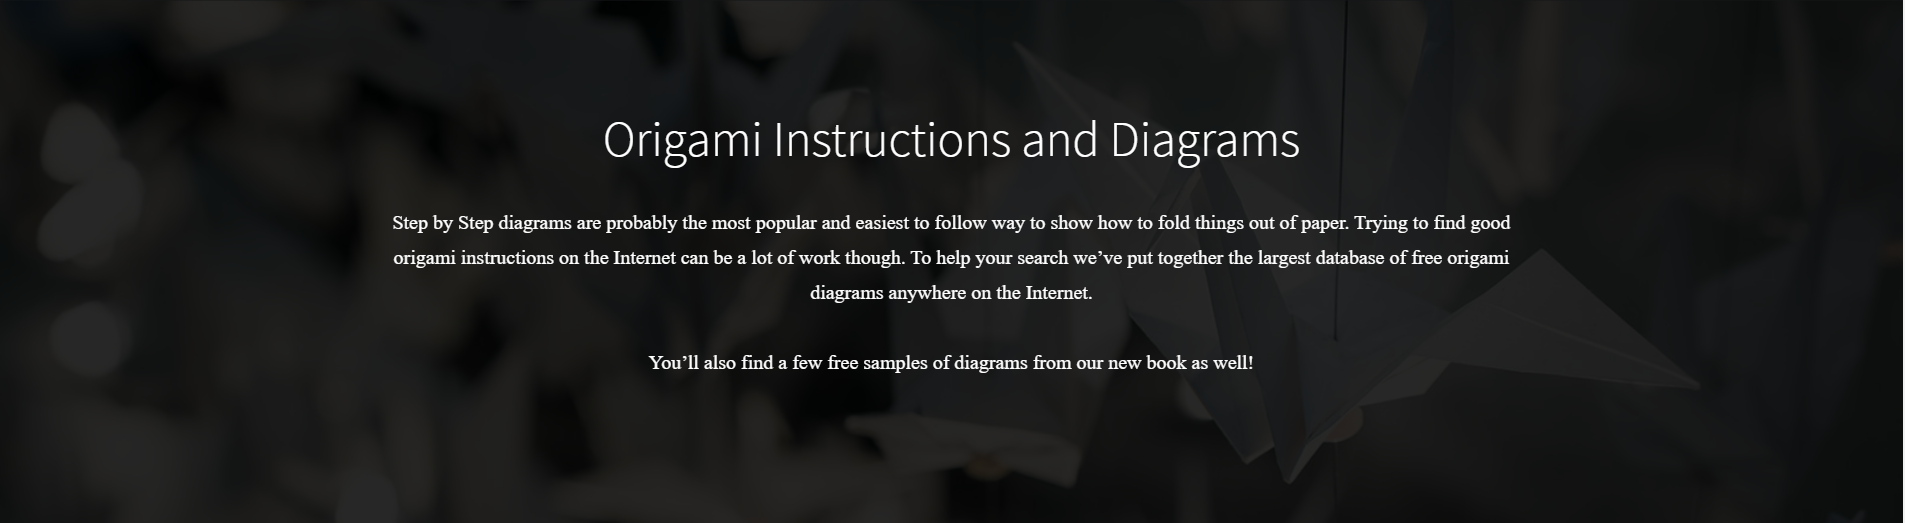 Origami Instructions and Diagrams
Step by Step diagrams are probably the most popular and easiest to follow way to show how to fold things out of paper. Trying to find good
origami instructions on the Internet can be a lot of work though. To help your search we’ve put together the largest database of free origami
diagrams anywhere on the Internet.
You’ll also find a few free samples of diagrams from our new book as well!